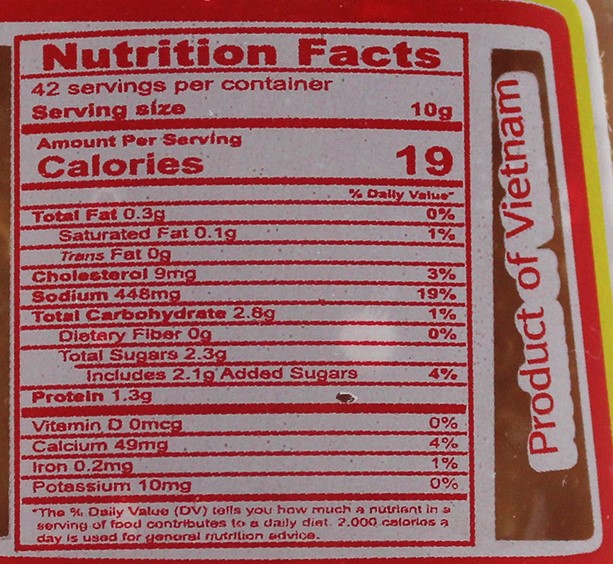 Nutrition Facts
42 servings per container
Serving size 10g
Amount Per Serving
Calories 19
% Daily Value*
Total Fat 0.3g 0%
Saturated Fat 0.1g 1%
Trans Fat 0g
Cholesterol 9mg 3%
Sodium 448mg 19%
Total Carbohydrate 2.8g 1%
Dietary Fiber 0g 0%
Total Sugars 2.3g
Includes 2.1g Added Sugars 4%
Protein 1.3g
Vitamin D 0mcg 0%
Calcium 49mg 4%
Iron 0.2mg 1%
Potassium 10mg 0%
*The % Daily Value (DV) tells you how much a nutrient in a
serving of food contributes to a daily diet. 2.000 calories a
day is used for general nutrition advice.
Product of Vietnam